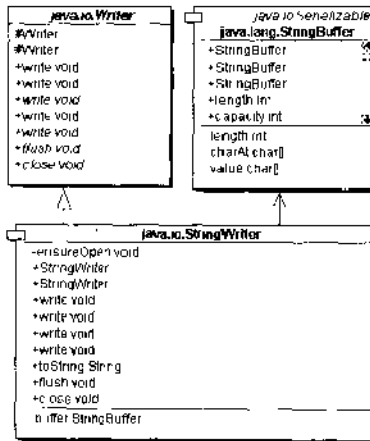 java.io.Writer
#Writer
#Writer
+write void
+write void
+write void
+write void
+write void
+flush void
+close void
java.io.Serializable
java.lang.StringBuffer
+StringBuffer
+StringBuffer
+StringBuffer
+length int
+capacity int
length int
charAt char[]
value char[]
java.io.StringWriter
-ensureOpen void
+StringWriter
+StringWriter
+write void
+write void
+write void
+write void
+toString String
+flush void
+close void
buffer StringBuffer